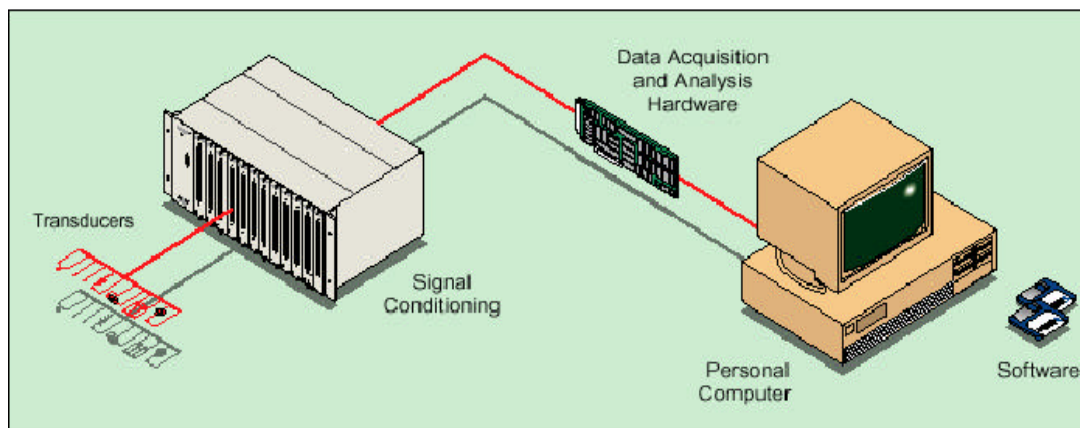 Data Acquisition
and Analysis
Hardware
Transducers
Signal
Conditioning
Personal
Computer
Software